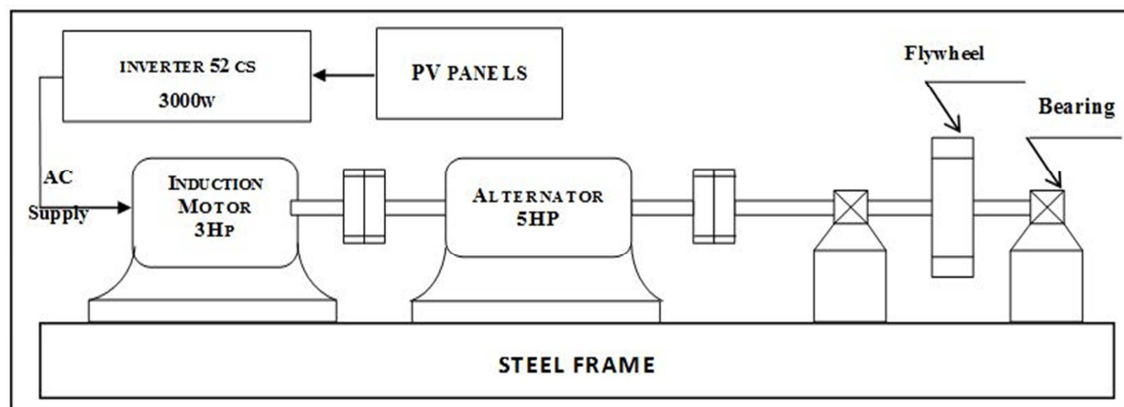 INVERTER 52 CS
3000W
PV PANELS
Flywheel
Bearing
AC
Supply
INDUCTION
MOTOR
3HP
ALTERNATOR
5HP
STEEL FRAME